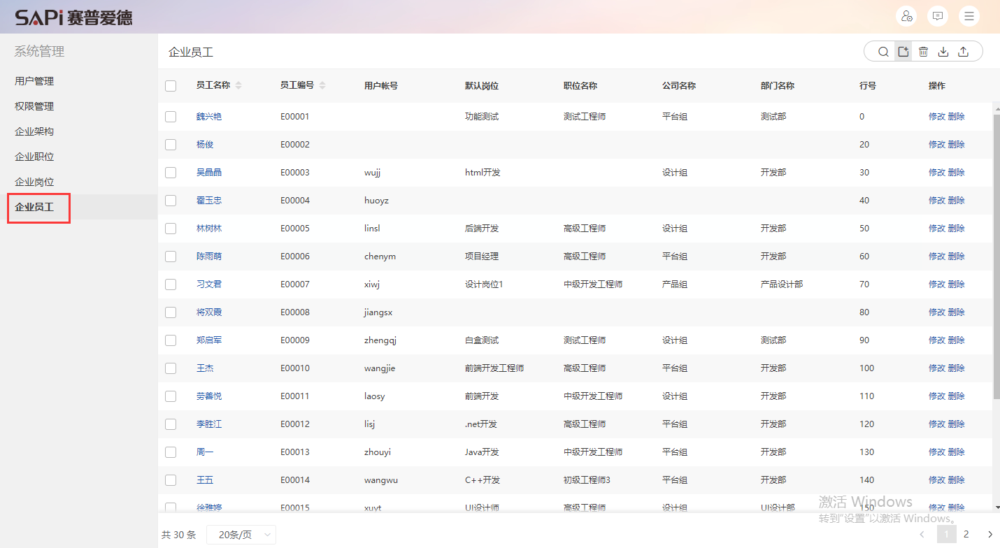 SAPi 赛普爱德
系统管理
用户管理
权限管理
企业架构
企业职位
企业岗位
企业员工
企业员工
员工名称 员工编号 用户帐号 默认岗位 职位名称 公司名称 部门名称 行号 操作
魏兴艳 E00001 功能测试 测试工程师 平台组 测试部 0 修改 删除
杨俊 E00002 20 修改 删除
吴晶晶 E00003 wujj html开发 设计组 开发部 30 修改 删除
霍玉忠 E00004 huoyz 40 修改 删除
林树林 E00005 linsl 后端开发 高级工程师 设计组 开发部 50 修改 删除
陈雨萌 E00006 chenym 项目经理 高级工程师 平台组 开发部 60 修改 删除
习文君 E00007 xiwj 设计岗位1 中级开发工程师 产品组 产品设计部 70 修改 删除
将双霞 E00008 jiangsx 80 修改 删除
郑启军 E00009 zhengqj 白盒测试 测试工程师 设计组 测试部 90 修改 删除
王杰 E00010 wangjie 前端开发工程师 高级工程师 平台组 开发部 100 修改 删除
劳善悦 E00011 laosy 前端开发 中级开发工程师 设计组 开发部 110 修改 删除
李胜江 E00012 lisj .net开发 高级工程师 平台组 开发部 120 修改 删除
周一 E00013 zhouyi Java开发 中级开发工程师 平台组 开发部 130 修改 删除
王五 E00014 wangwu C++开发 初级工程师3 平台组 开发部 140 修改 删除
徐雅婷 E00015 xuyt UI设计师 高级工程师 设计组 UI设计部 150 修改 删除
激活 Windows
转到“设置”以激活 Windows。
共 30 条 20条/页 1 2